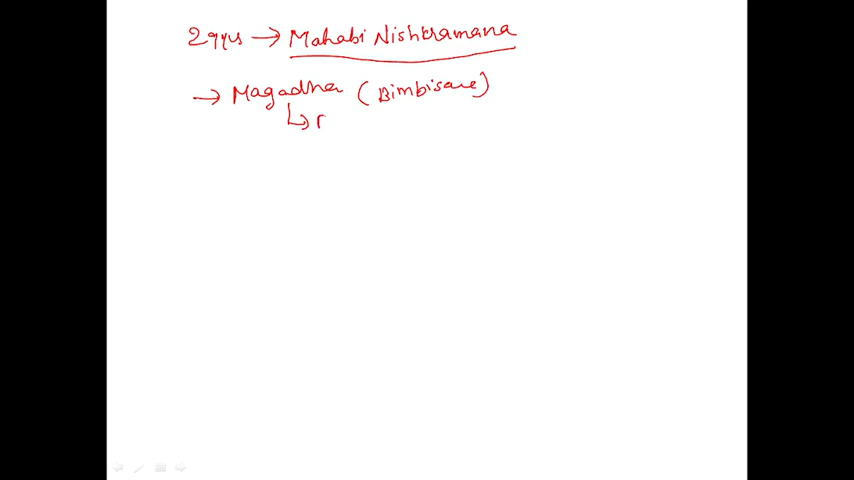 29yrs → Mahabi Nishkramana
→ Magadha (Bimbisara)
↳ r